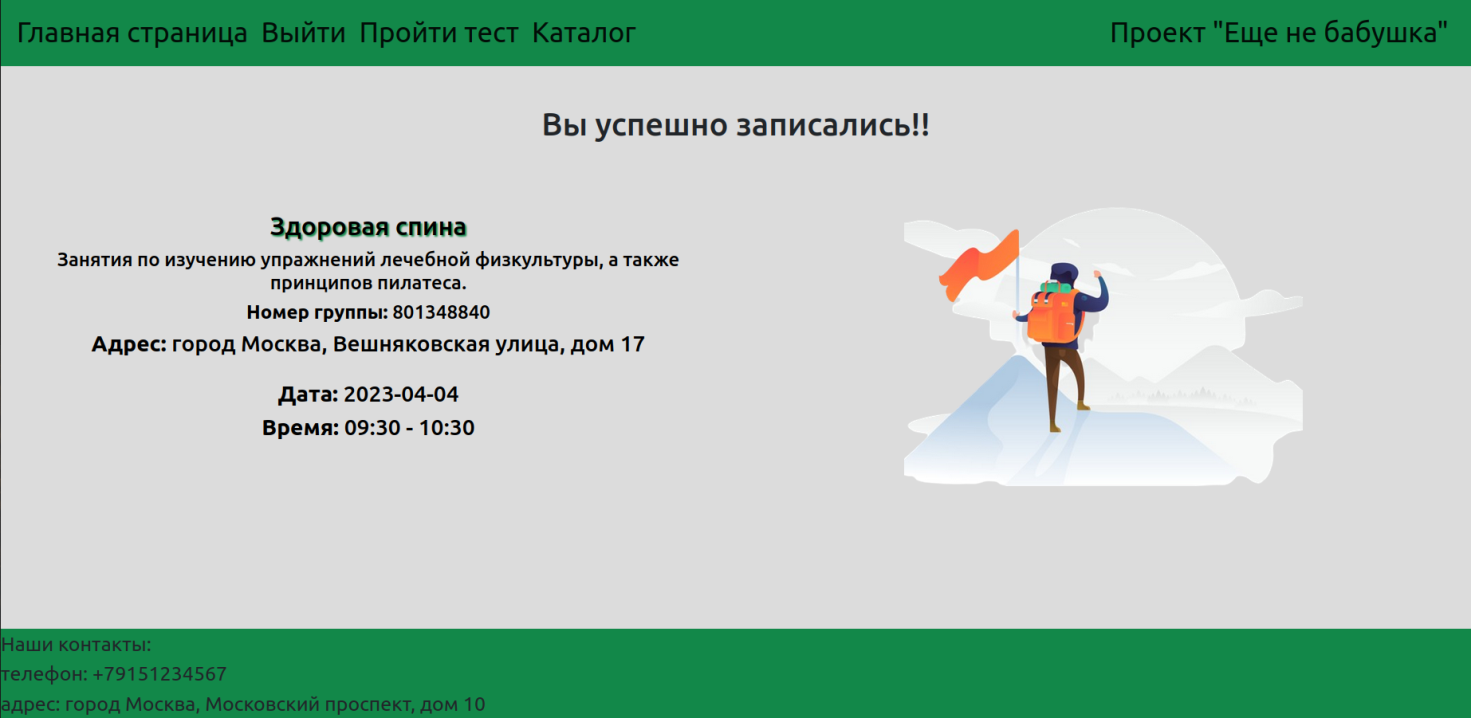 Главная страница Выйти Пройти тест Каталог Проект "Еще не бабушка"
Вы успешно записались!!
Здоровая спина
Занятия по изучению упражнений лечебной физкультуры, а также
принципов пилатеса.
Номер группы: 801348840
Адрес: город Москва, Вешняковская улица, дом 17
Дата: 2023-04-04
Время: 09:30 - 10:30
Наши контакты:
телефон: +79151234567
адрес: город Москва, Московский проспект, дом 10